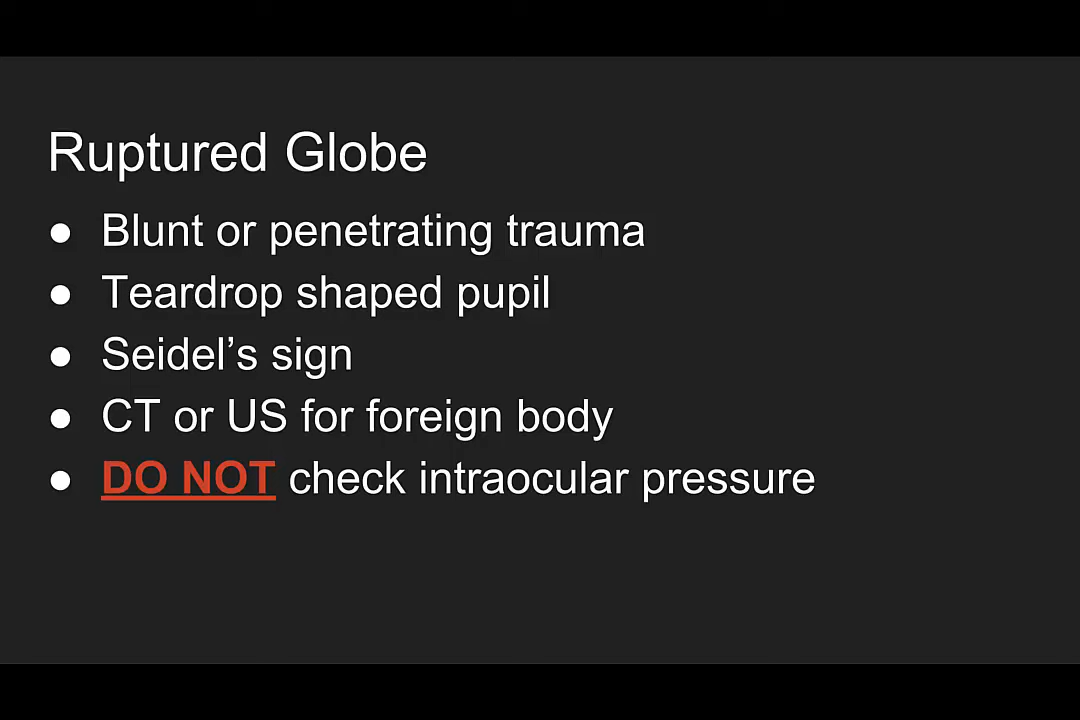 Ruptured Globe
● Blunt or penetrating trauma
● Teardrop shaped pupil
● Seidel’s sign
● CT or US for foreign body
● DO NOT check intraocular pressure